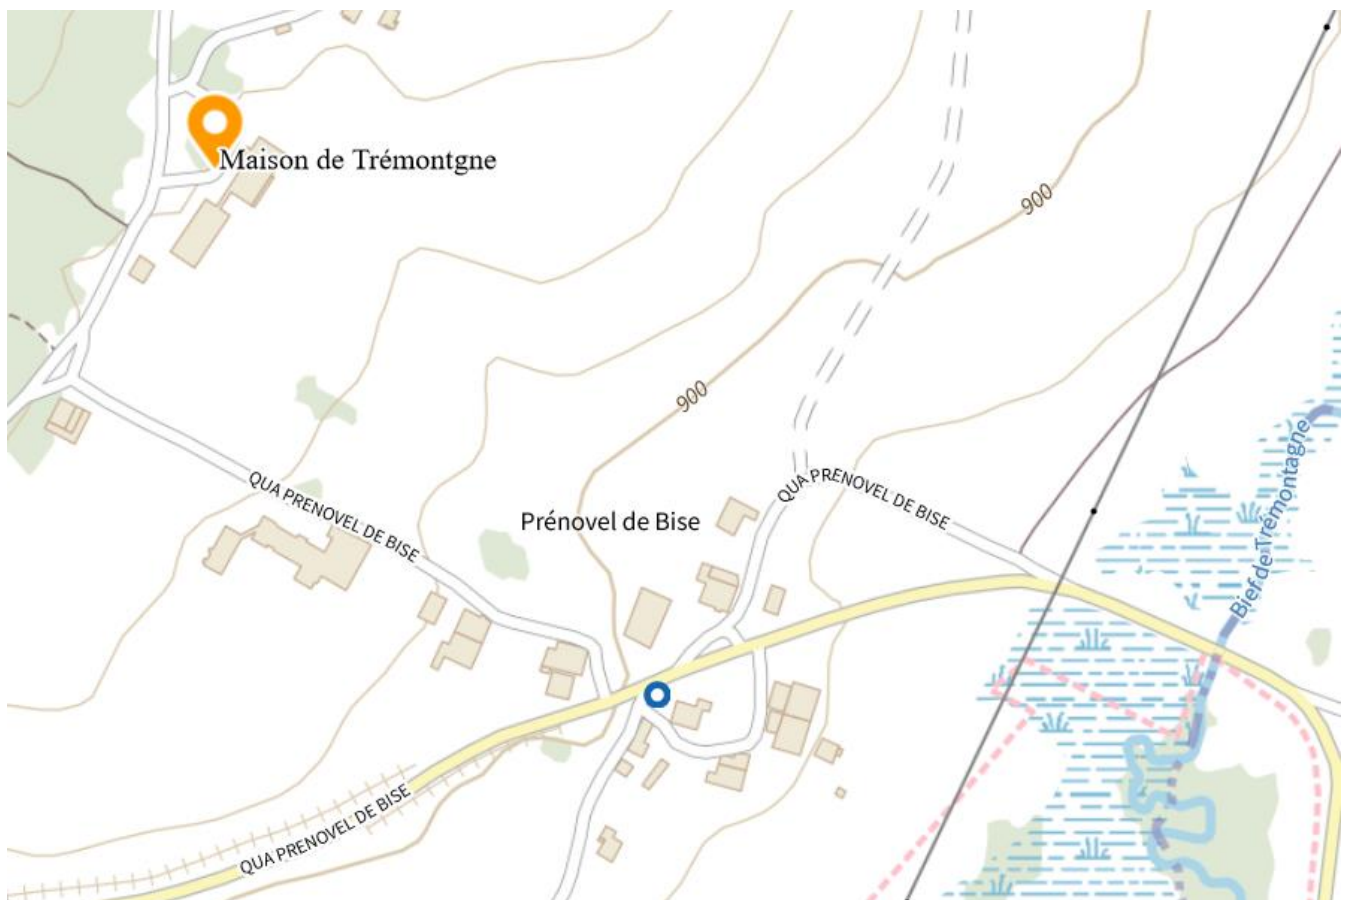 Maison de Trémontgne
900
900
QUA PRENOVEL DE BISE
QUA PRENOVEL DE BISE
Prénovel de Bise
Bief de Trémontagne
QUA PRENOVEL DE BISE